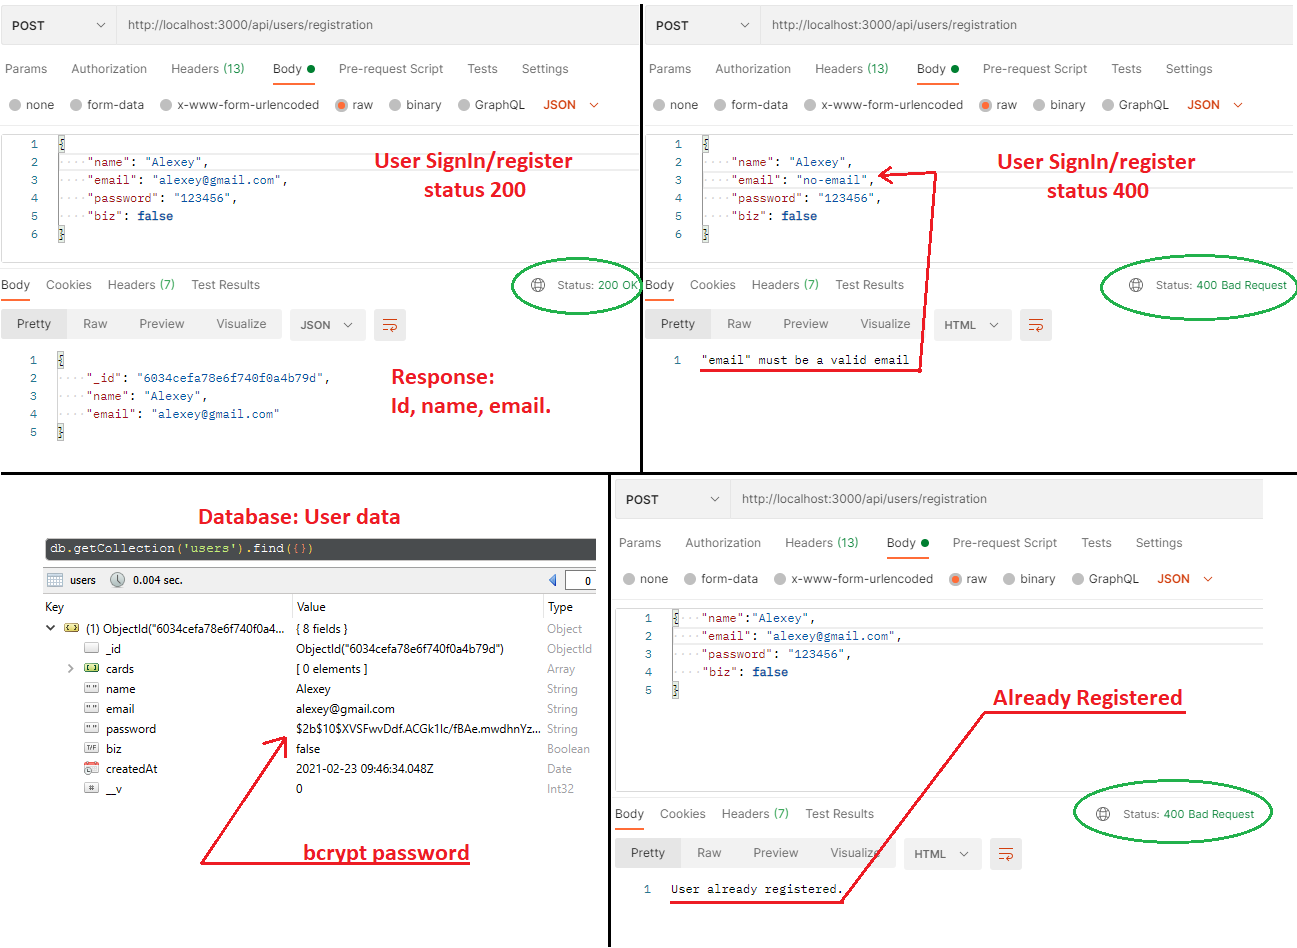 POST http://localhost:3000/api/users/registration
Params Authorization Headers (13) Body Pre-request Script Tests Settings
none form-data x-www-form-urlencoded raw binary GraphQL JSON
1 {
2 "name": "Alexey",
3 "email": "alexey@gmail.com",
4 "password": "123456",
5 "biz": false
6 }
User SignIn/register
status 200
Body Cookies Headers (7) Test Results Status: 200 OK
Pretty Raw Preview Visualize JSON
1 {
2 "_id": "6034cefa78e6f740f0a4b79d",
3 "name": "Alexey",
4 "email": "alexey@gmail.com"
5 }
Response:
Id, name, email.
POST http://localhost:3000/api/users/registration
Params Authorization Headers (13) Body Pre-request Script Tests Settings
none form-data x-www-form-urlencoded raw binary GraphQL JSON
1 {
2 "name": "Alexey",
3 "email": "no-email",
4 "password": "123456",
5 "biz": false
6 }
User SignIn/register
status 400
Body Cookies Headers (7) Test Results Status: 400 Bad Request
Pretty Raw Preview Visualize HTML
1 "email" must be a valid email
Database: User data
db.getCollection('users').find({})
users 0.004 sec. 0
Key Value Type
(1) ObjectId("6034cefa78e6f740f0a4... { 8 fields } Object
_id ObjectId("6034cefa78e6f740f0a4b79d") ObjectId
cards [ 0 elements ] Array
name Alexey String
email alexey@gmail.com String
password $2b$10$XVSFwvDdf.ACGk1Ic/fBAe.mwdhnYz... String
biz false Boolean
createdAt 2021-02-23 09:46:34.048Z Date
__v 0 Int32
bcrypt password
POST http://localhost:3000/api/users/registration
Params Authorization Headers (13) Body Pre-request Script Tests Settings
none form-data x-www-form-urlencoded raw binary GraphQL JSON
1 { "name":"Alexey",
2 "email": "alexey@gmail.com",
3 "password": "123456",
4 "biz": false
5 }
Already Registered
Body Cookies Headers (7) Test Results Status: 400 Bad Request
Pretty Raw Preview Visualize HTML
1 User already registered.